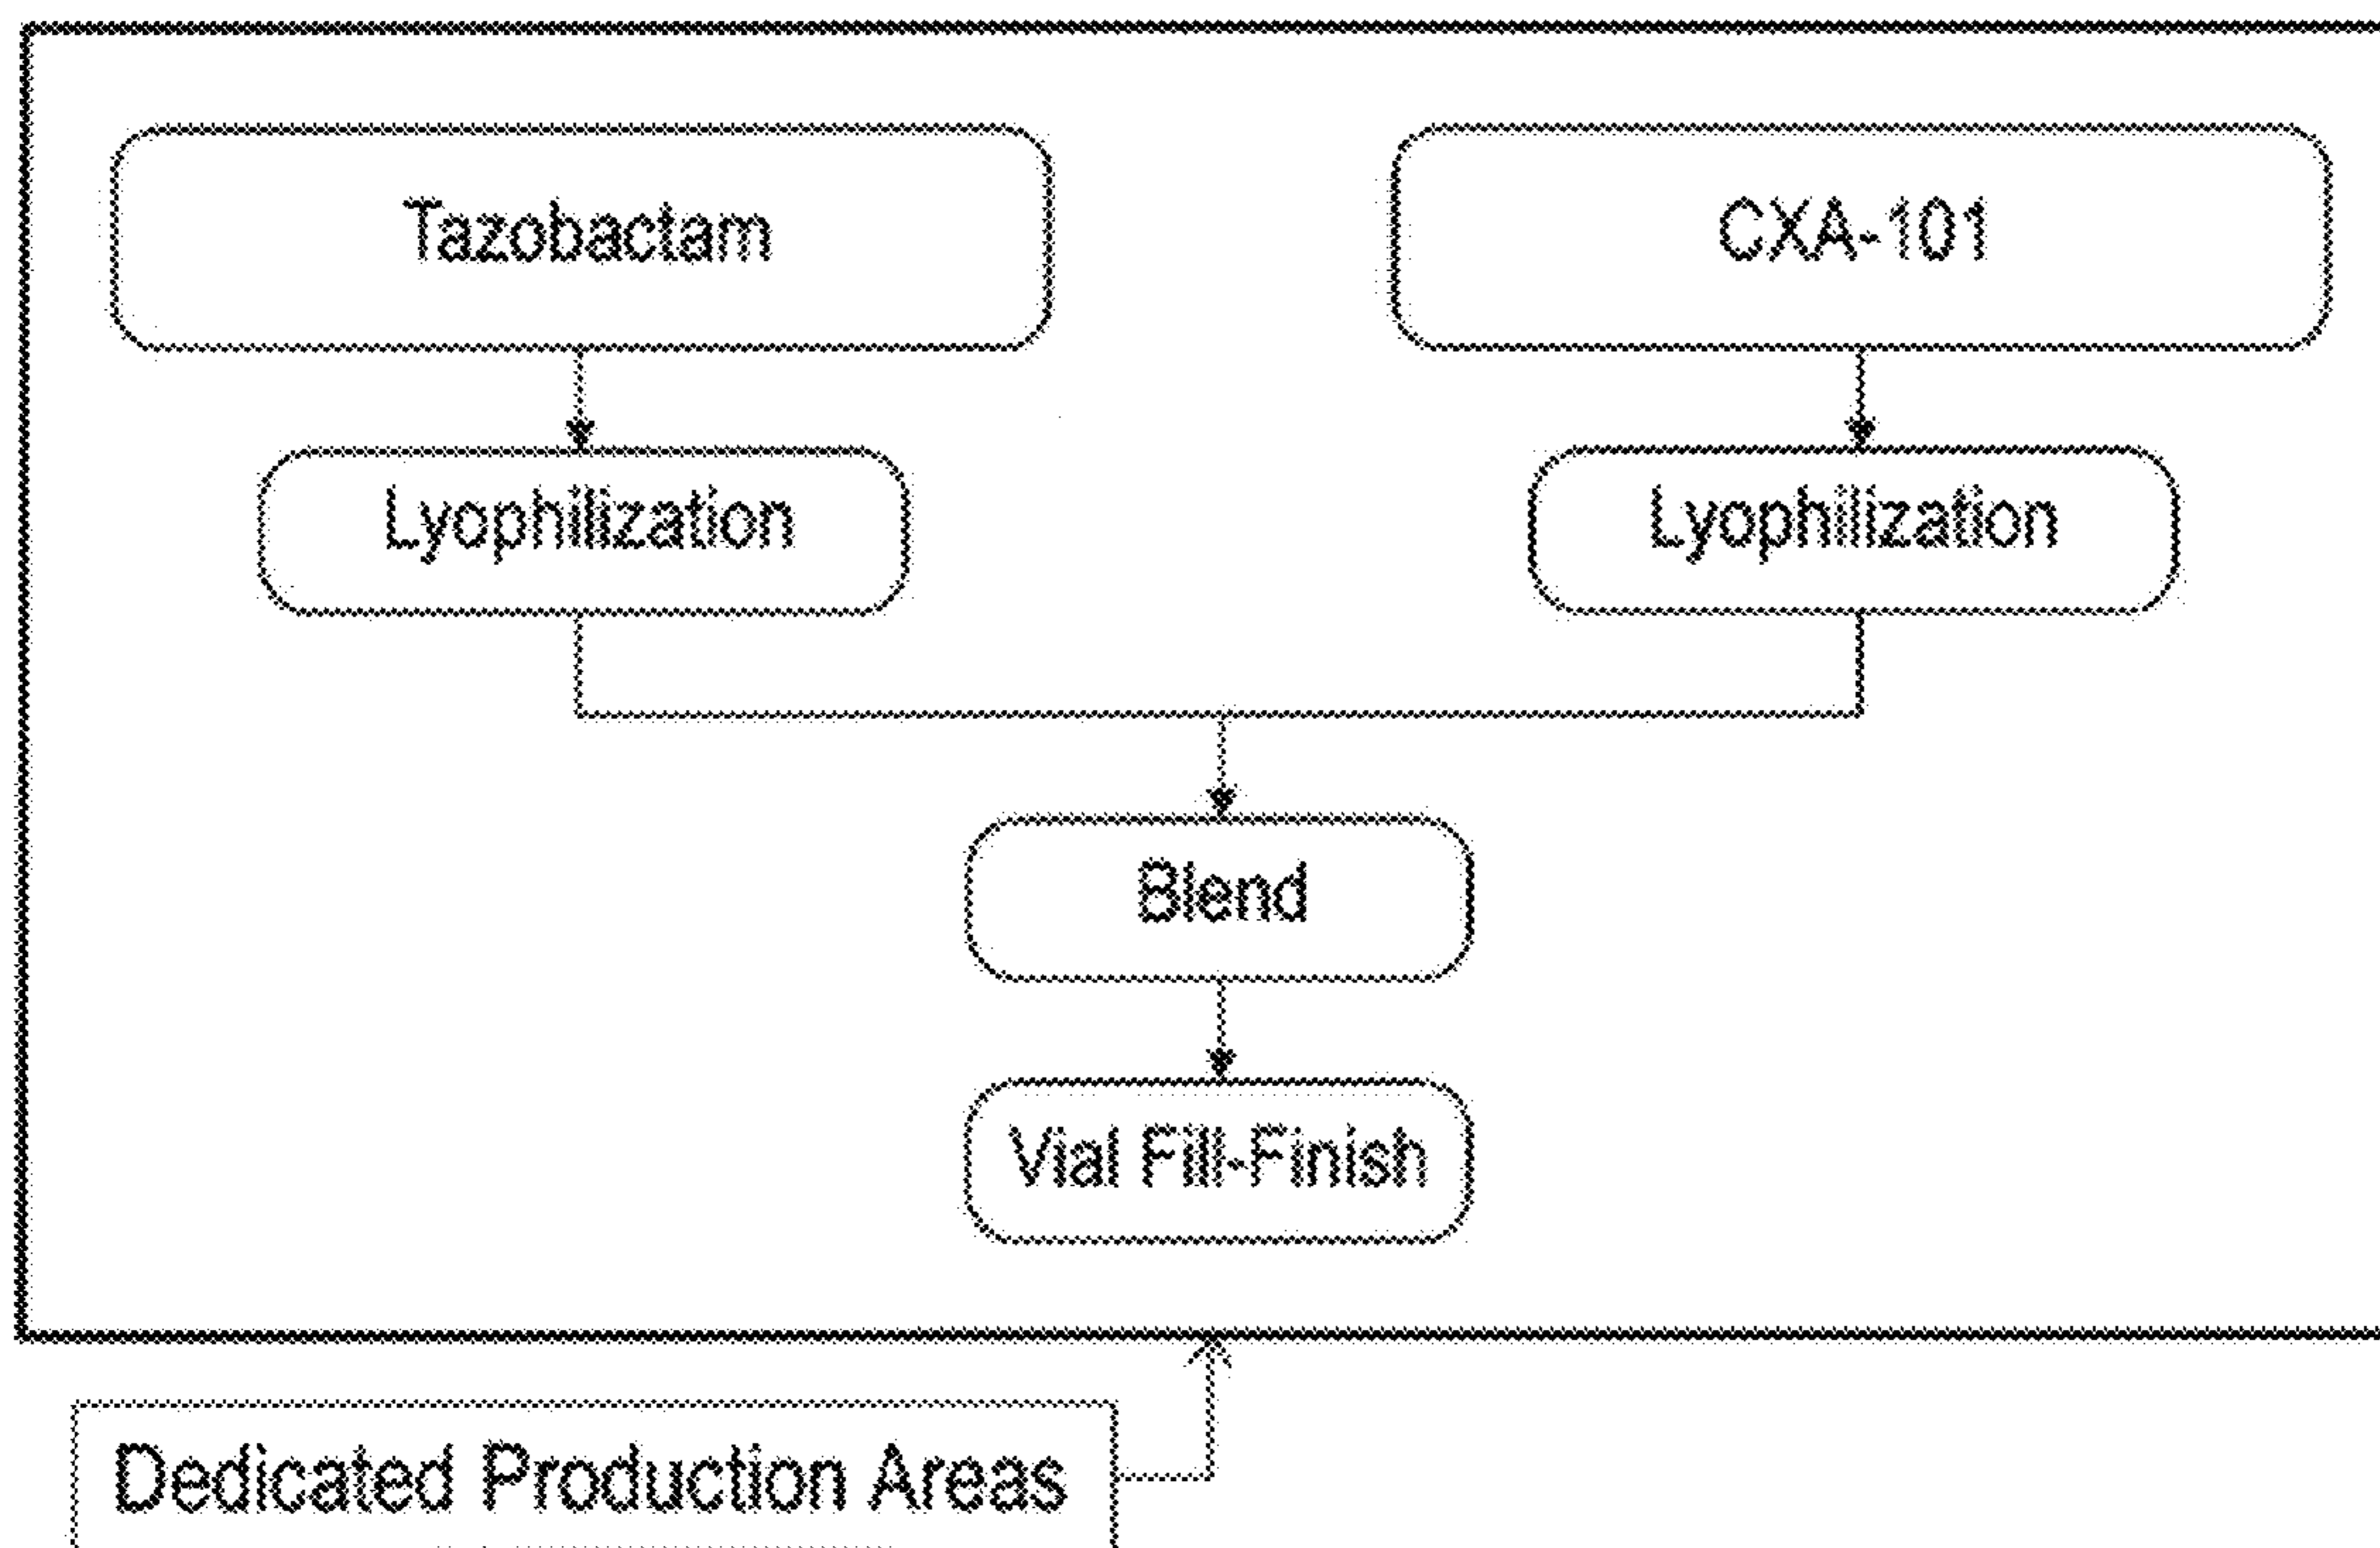 Tazobactam
CXA-101
Lyophilization
Lyophilization
Blend
Vial Fill-Finish
Dedicated Production Areas